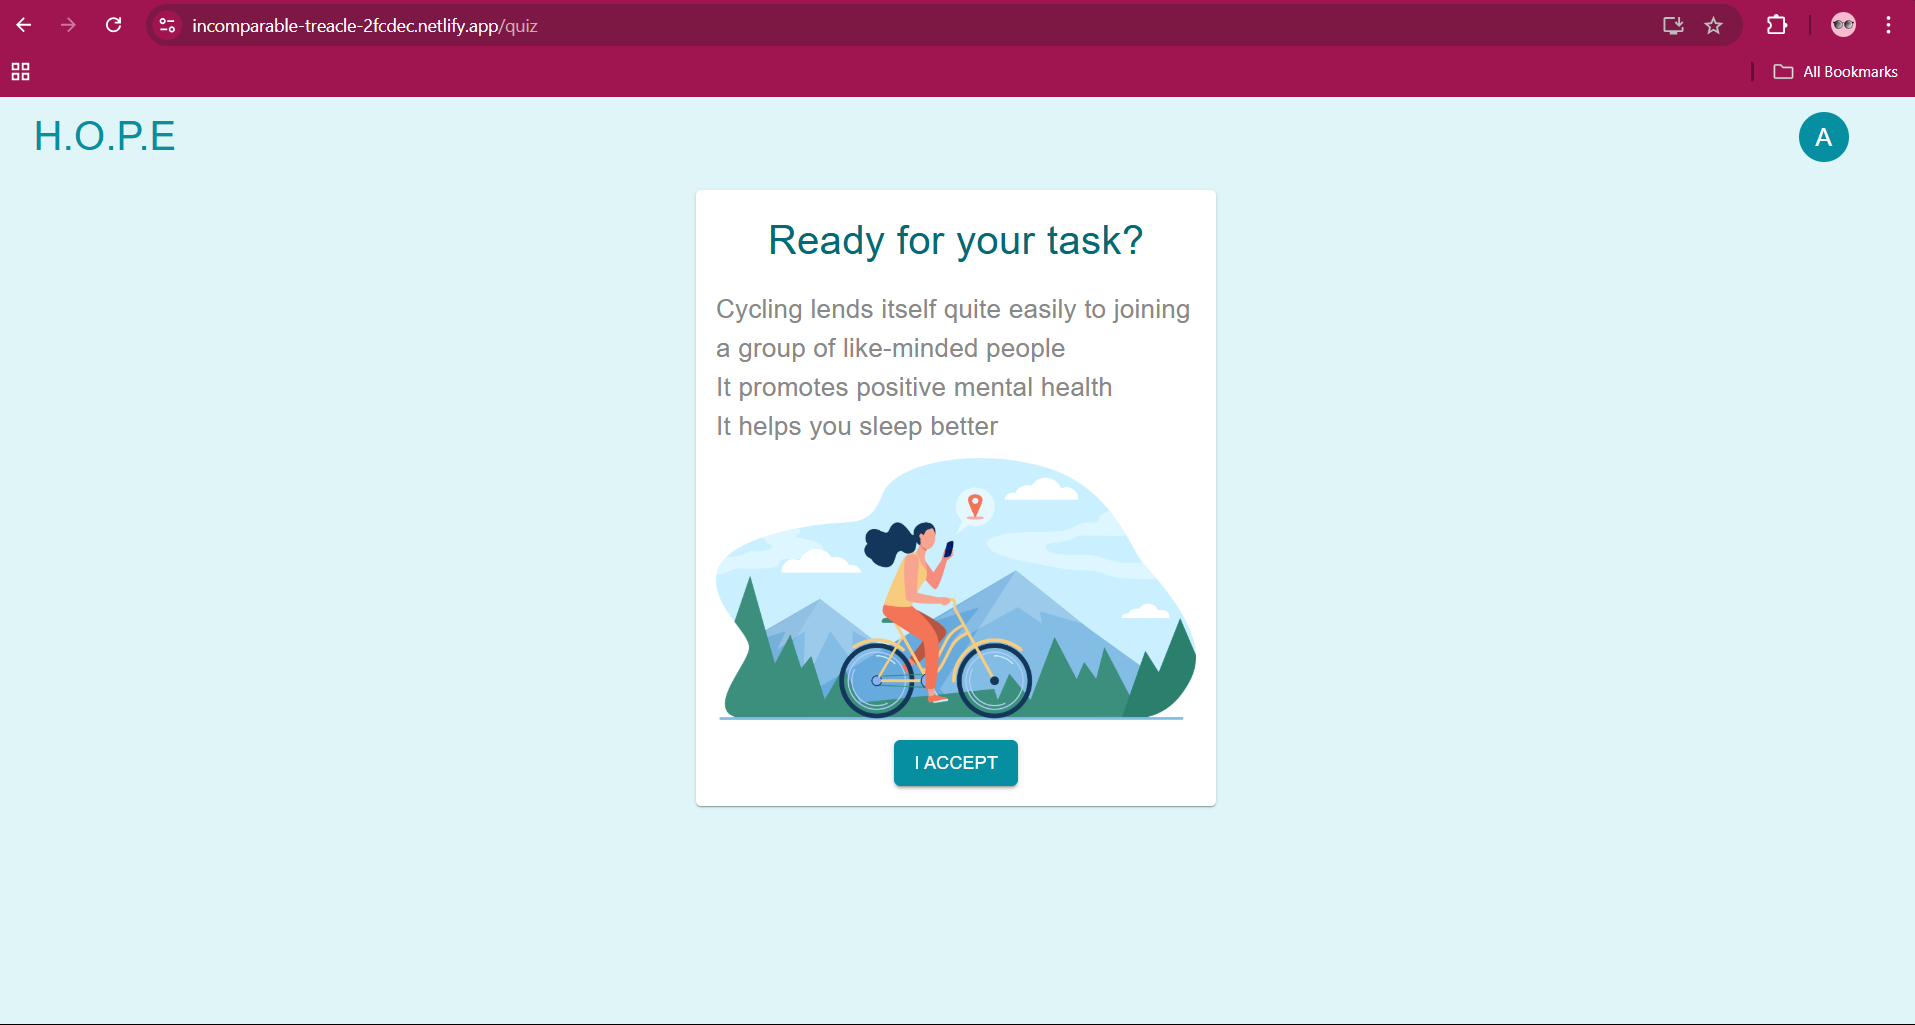 incomparable-treacle-2fcdec.netlify.app/quiz
All Bookmarks
H.O.P.E
A
Ready for your task?
Cycling lends itself quite easily to joining
a group of like-minded people
It promotes positive mental health
It helps you sleep better
I ACCEPT